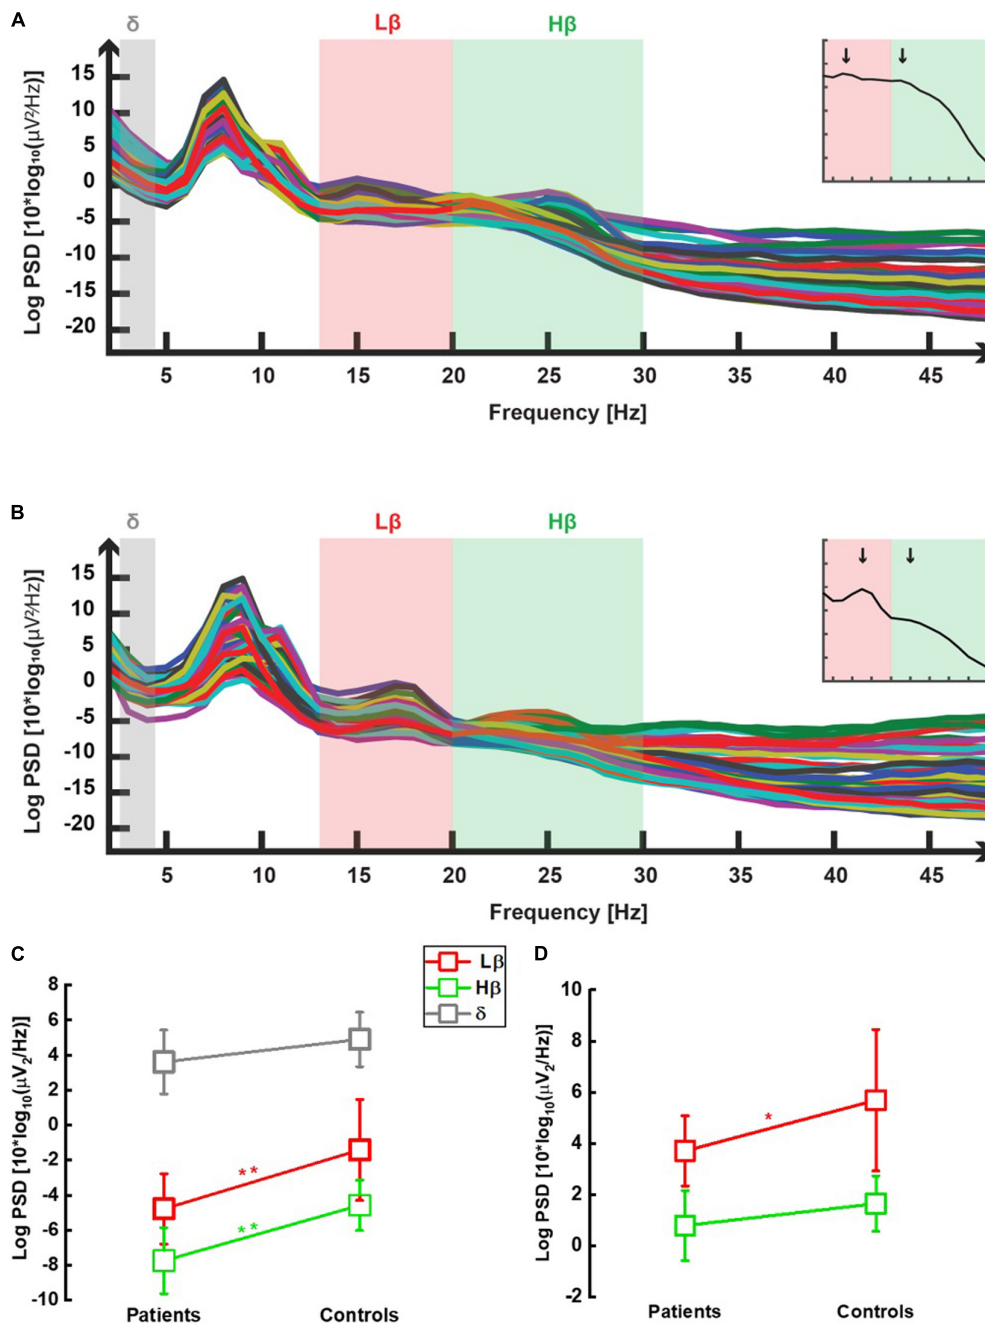 A
δ
Lβ
Hβ
Log PSD [10*log10(μV²/Hz)]
15
10
5
0
-5
-10
-15
-20
5
10
15
20
25
30
35
40
45
Frequency [Hz]
B
δ
Lβ
Hβ
Log PSD [10*log10(μV²/Hz)]
15
10
5
0
-5
-10
-15
-20
5
10
15
20
25
30
35
40
45
Frequency [Hz]
C
Lβ
Hβ
δ
Log PSD [10*log10(μV2/Hz)]
8
6
4
2
0
-2
-4
-6
-8
-10
**
**
Patients
Controls
D
Log PSD [10*log10(μV2/Hz)]
10
8
6
4
2
0
-2
*
Patients
Controls